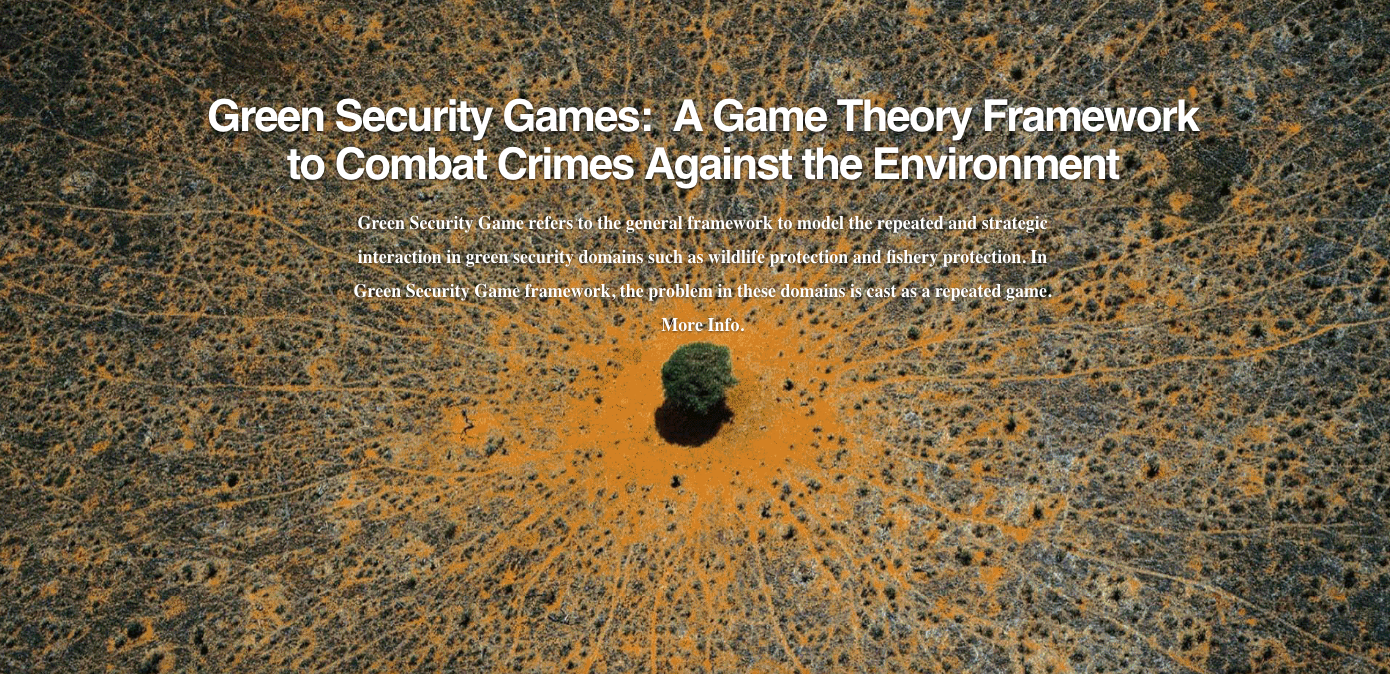 Green Security Games:  A Game Theory Framework
to Combat Crimes Against the Environment
Green Security Game refers to the general framework to model the repeated and strategic
interaction in green security domains such as wildlife protection and fishery protection. In
Green Security Game framework, the problem in these domains is cast as a repeated game.
More Info.